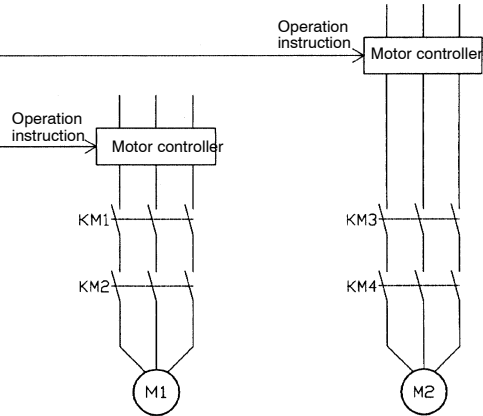 Operation
instruction
Motor controller
Operation
instruction
Motor controller
KM1
KM3
KM2
KM4
M1
M2